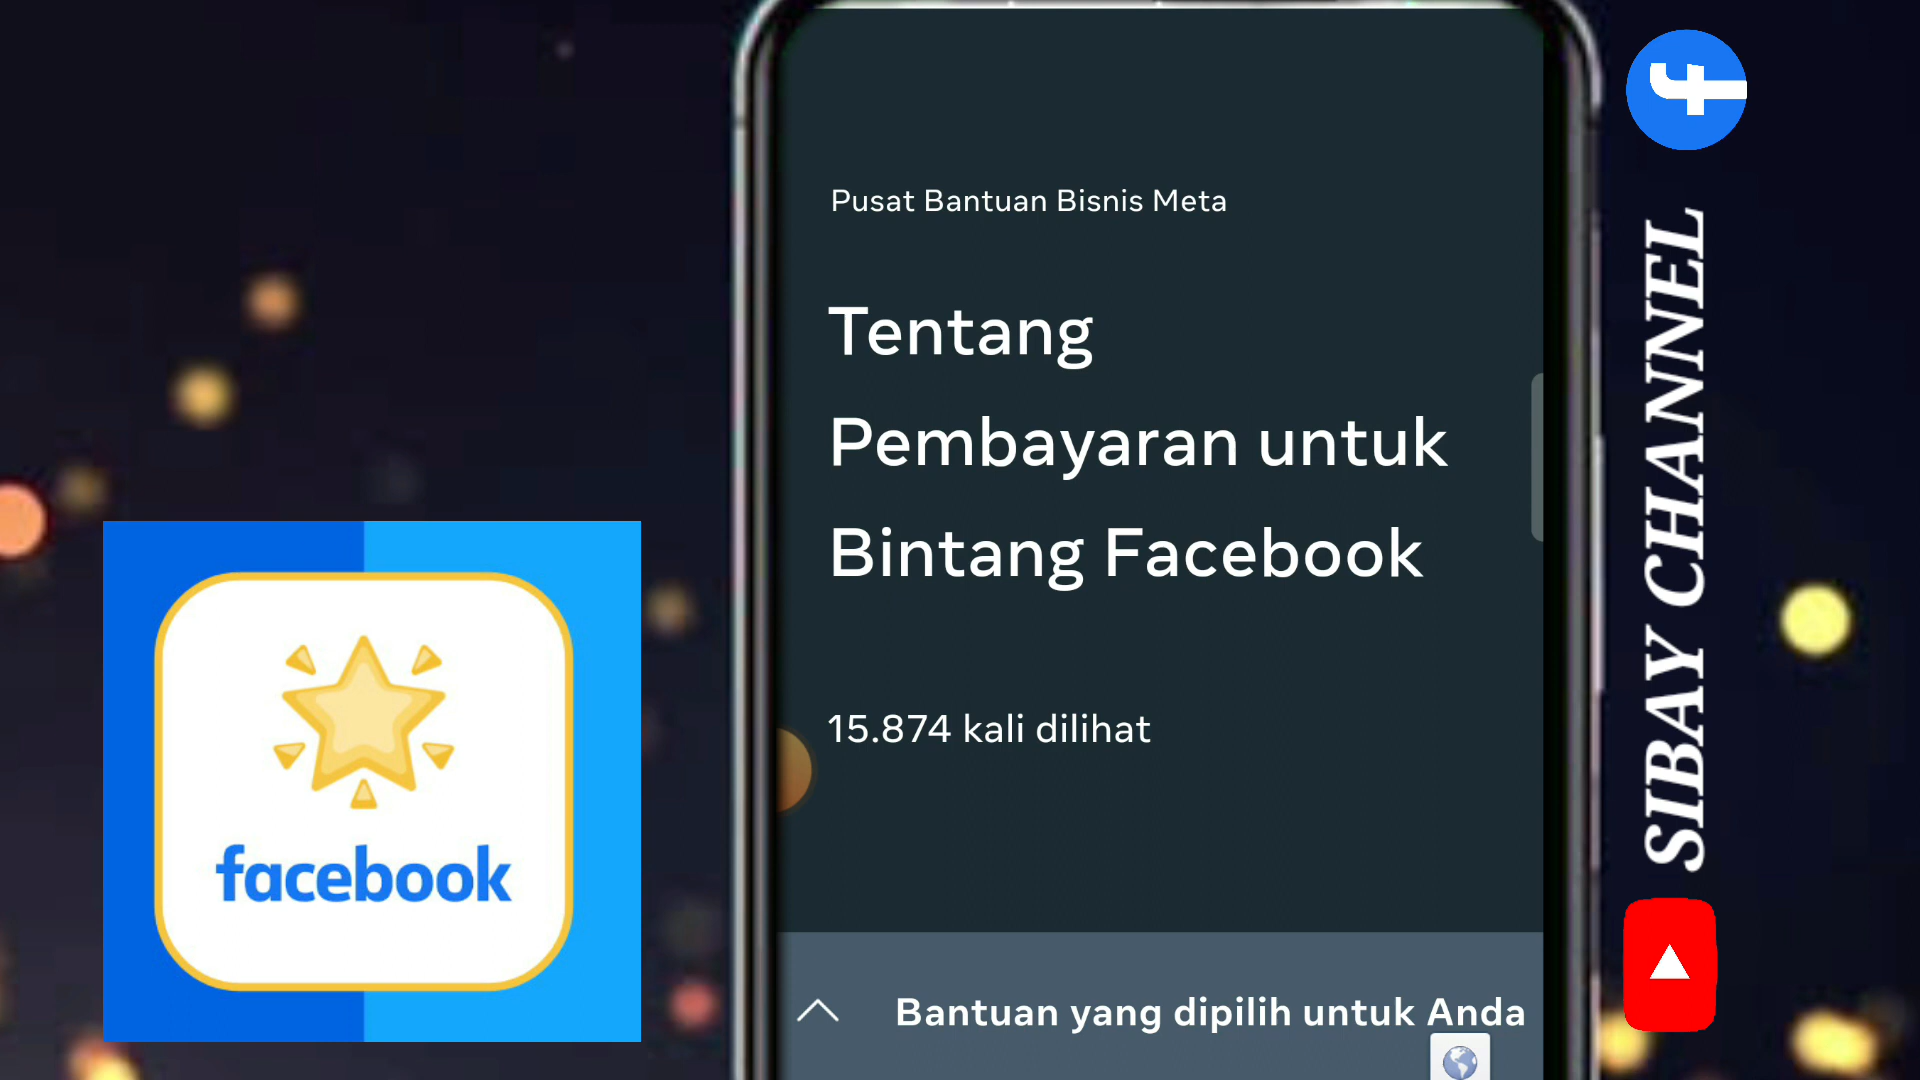 Pusat Bantuan Bisnis Meta
Tentang
Pembayaran untuk
Bintang Facebook
15.874 kali dilihat
Bantuan yang dipilih untuk Anda
facebook
SIBAY CHANNEL